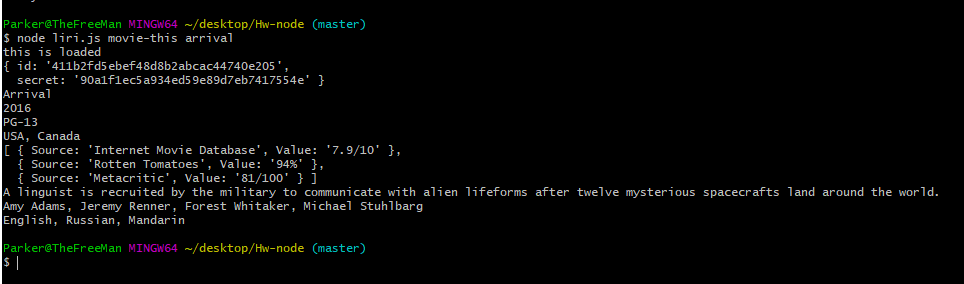 Parker@TheFreeMan MINGW64 ~/desktop/Hw-node (master)
$ node liri.js movie-this arrival
this is loaded
{ id: '411b2fd5ebef48d8b2abcac44740e205',
  secret: '90a1f1ec5a934ed59e89d7eb7417554e' }
Arrival
2016
PG-13
USA, Canada
[ { Source: 'Internet Movie Database', Value: '7.9/10' },
  { Source: 'Rotten Tomatoes', Value: '94%' },
  { Source: 'Metacritic', Value: '81/100' } ]
A linguist is recruited by the military to communicate with alien lifeforms after twelve mysterious spacecrafts land around the world.
Amy Adams, Jeremy Renner, Forest Whitaker, Michael Stuhlbarg
English, Russian, Mandarin
Parker@TheFreeMan MINGW64 ~/desktop/Hw-node (master)
$